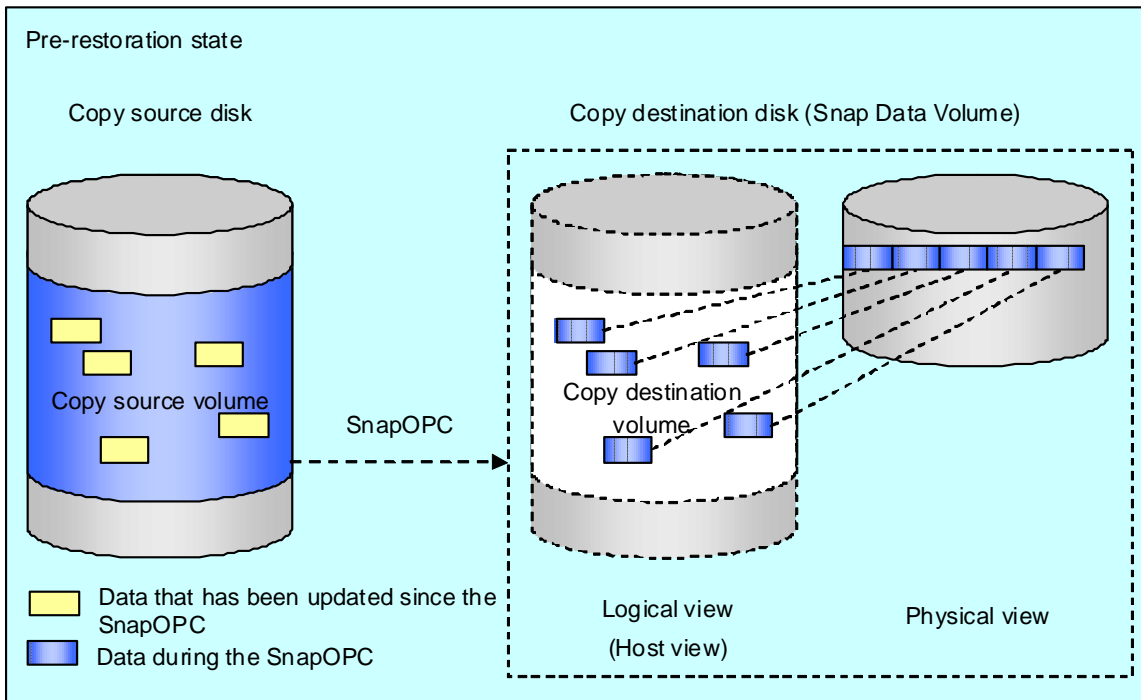 Pre-restoration state
Copy source disk
Copy destination disk (Snap Data Volume)
Copy source volume
SnapOPC
Copy destination
volume
Data that has been updated since the
SnapOPC
Data during the SnapOPC
Logical view
(Host view)
Physical view